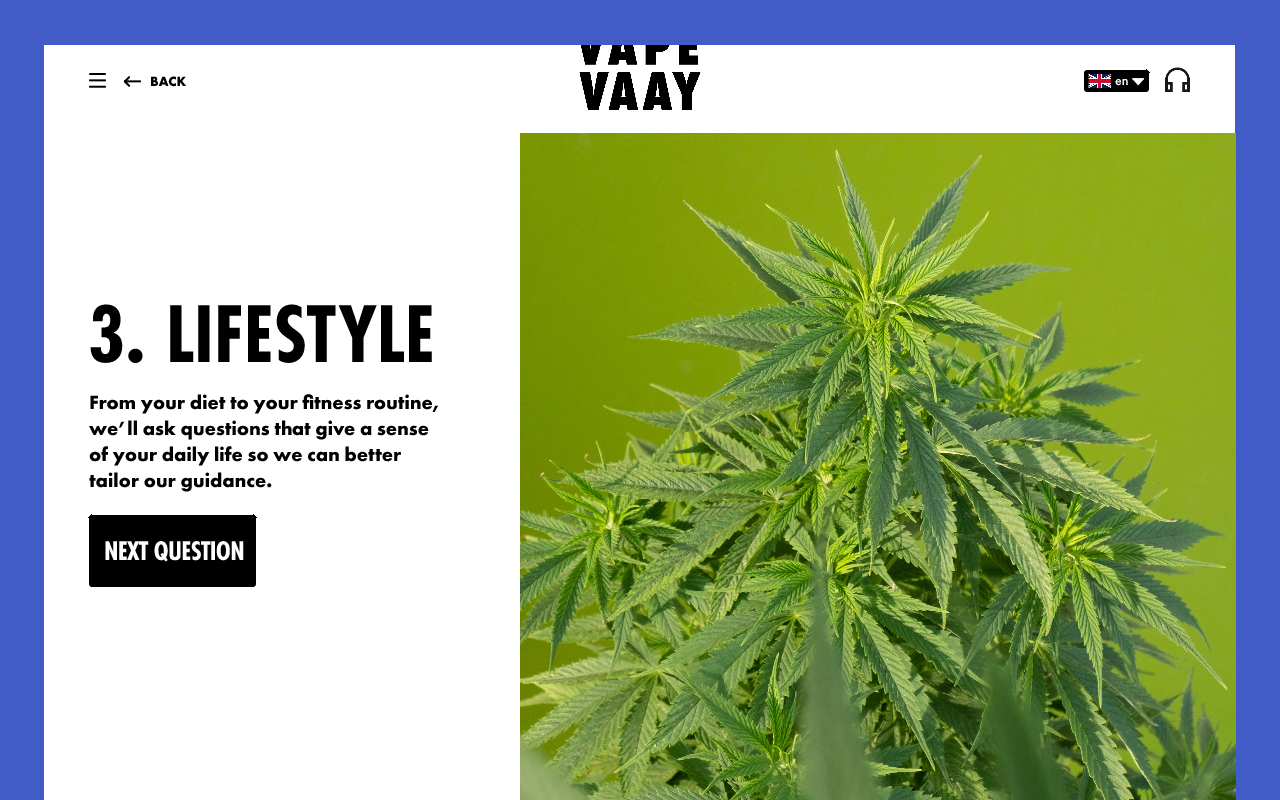 BACK
VAPE
VAAY
en
3. LIFESTYLE
From your diet to your fitness routine,
we'll ask questions that give a sense
of your daily life so we can better
tailor our guidance.
NEXT QUESTION